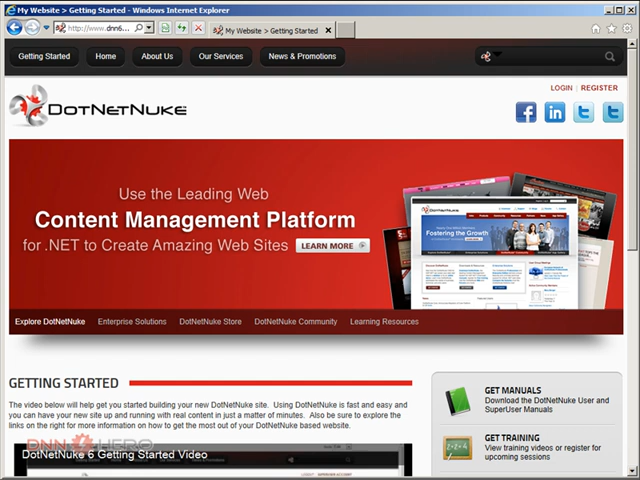 My Website > Getting Started - Windows Internet Explorer
http://www.dnn6...
My Website > Getting Started
Getting Started
Home
About Us
Our Services
News & Promotions
LOGIN | REGISTER
DOTNETNUKE
Use the Leading Web
Content Management Platform
for .NET to Create Amazing Web Sites
LEARN MORE
DOTNETNUKE
Fostering the Growth
Explore DotNetNuke
Enterprise Solutions
DotNetNuke Store
DotNetNuke Community
Learning Resources
GETTING STARTED
The video below will help get you started building your new DotNetNuke site. Using DotNetNuke is fast and easy and
you can have your new site up and running with real content in just a matter of minutes. Also be sure to explore the
links on the right for more information on how to get the most out of your DotNetNuke based website.
DNN HERO
DotNetNuke 6 Getting Started Video
GET MANUALS
Download the DotNetNuke User and
SuperUser Manuals
GET TRAINING
View training videos or register for
upcoming sessions